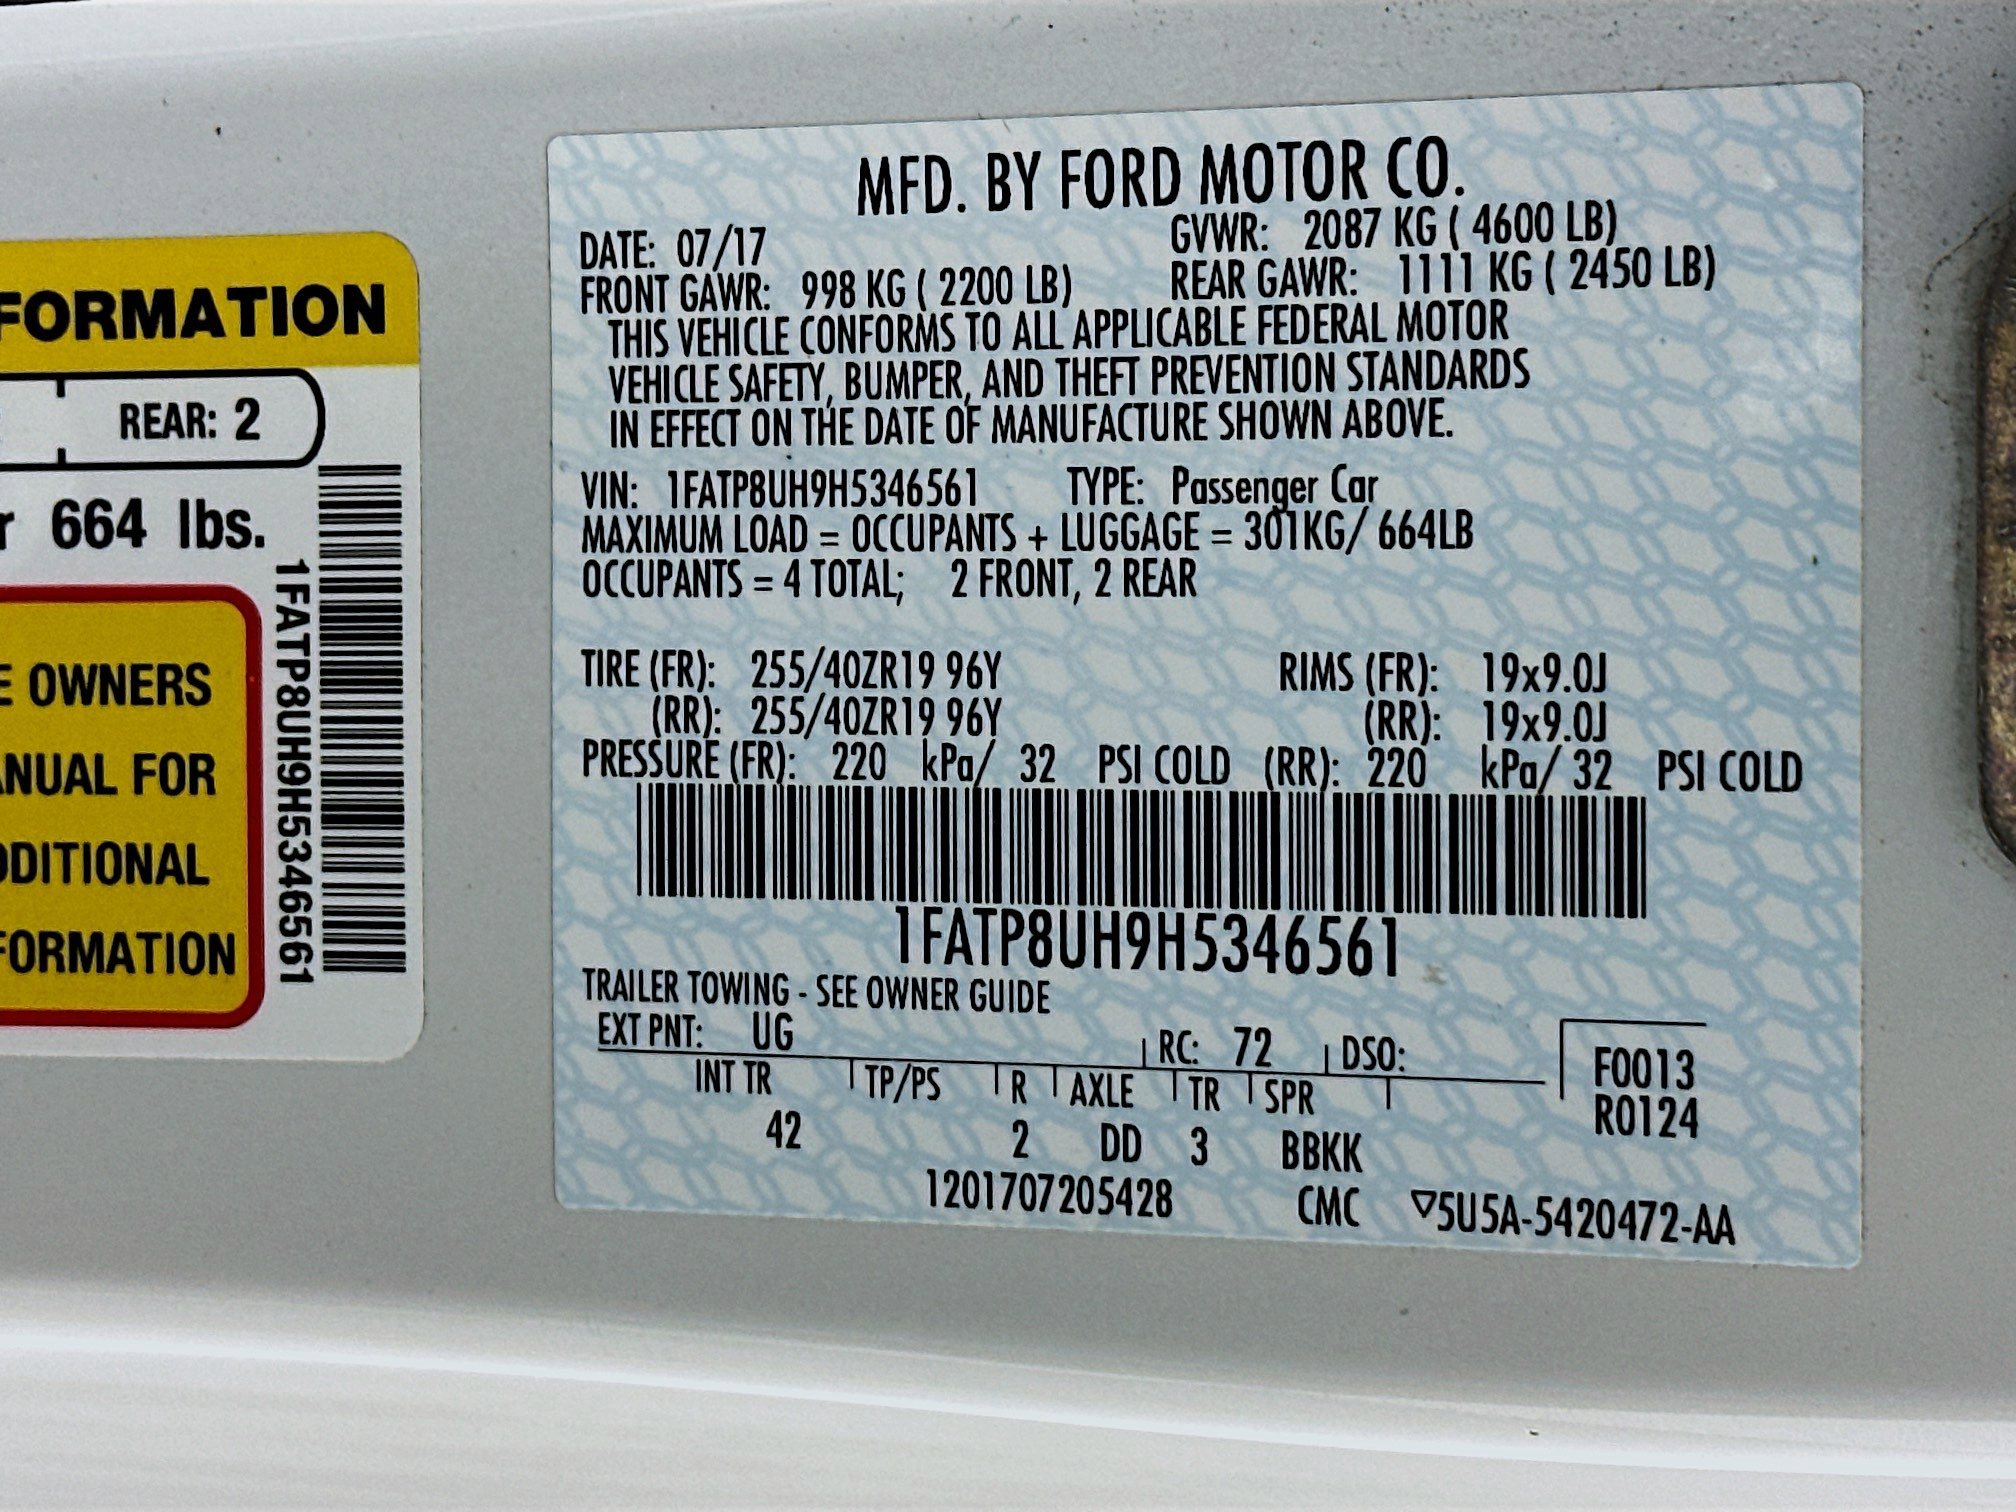 FORMATION
REAR: 2
r 664 lbs.
1FATP8UH9H5346561
E OWNERS
ANUAL FOR
DDITIONAL
FORMATION
MFD. BY FORD MOTOR CO.
DATE: 07/17 GVWR: 2087 KG ( 4600 LB)
FRONT GAWR: 998 KG ( 2200 LB) REAR GAWR: 1111 KG ( 2450 LB)
THIS VEHICLE CONFORMS TO ALL APPLICABLE FEDERAL MOTOR
VEHICLE SAFETY, BUMPER, AND THEFT PREVENTION STANDARDS
IN EFFECT ON THE DATE OF MANUFACTURE SHOWN ABOVE.
VIN: 1FATP8UH9H5346561 TYPE: Passenger Car
MAXIMUM LOAD = OCCUPANTS + LUGGAGE = 301KG/ 664LB
OCCUPANTS = 4 TOTAL; 2 FRONT, 2 REAR
TIRE (FR): 255/40ZR19 96Y RIMS (FR): 19x9.0J
(RR): 255/40ZR19 96Y (RR): 19x9.0J
PRESSURE (FR): 220 kPa/ 32 PSI COLD (RR): 220 kPa/ 32 PSI COLD
1FATP8UH9H5346561
TRAILER TOWING - SEE OWNER GUIDE
EXT PNT: UG RC: 72 DSO:
F0013
R0124
INT TR TP/PS R AXLE TR SPR
42 2 DD 3 BBKK
1201707205428 CMC ▽5U5A-5420472-AA